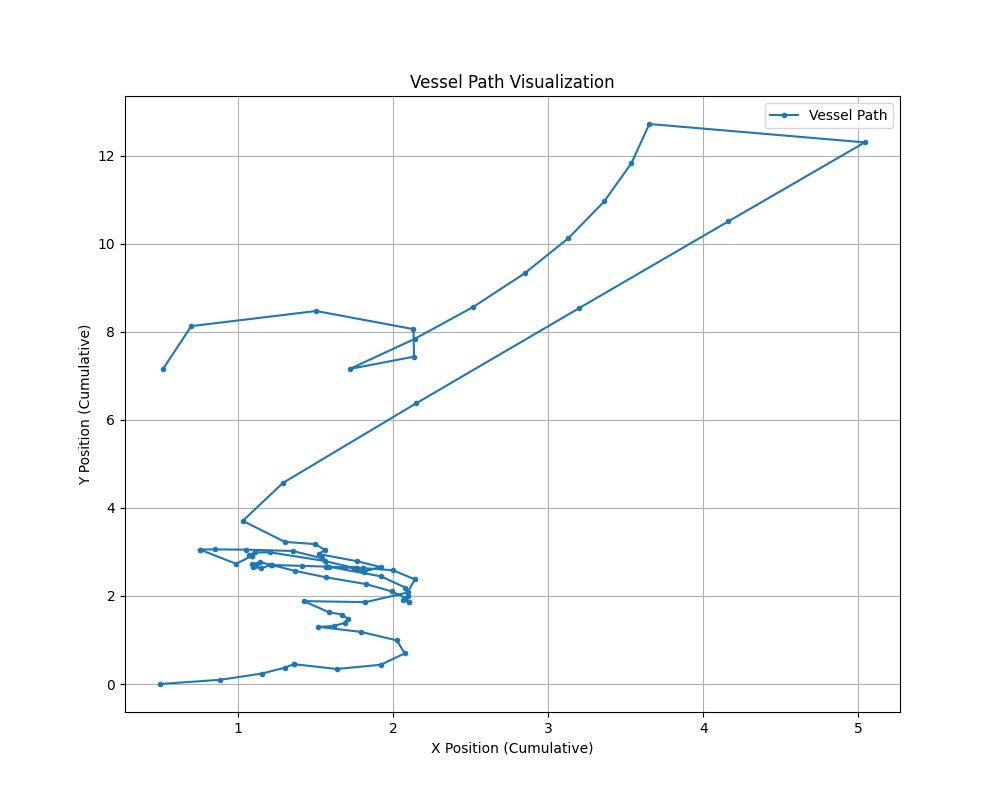 Vessel Path Visualization
Vessel Path
Y Position (Cumulative)
12
10
8
6
4
2
0
1 2 3 4 5
X Position (Cumulative)